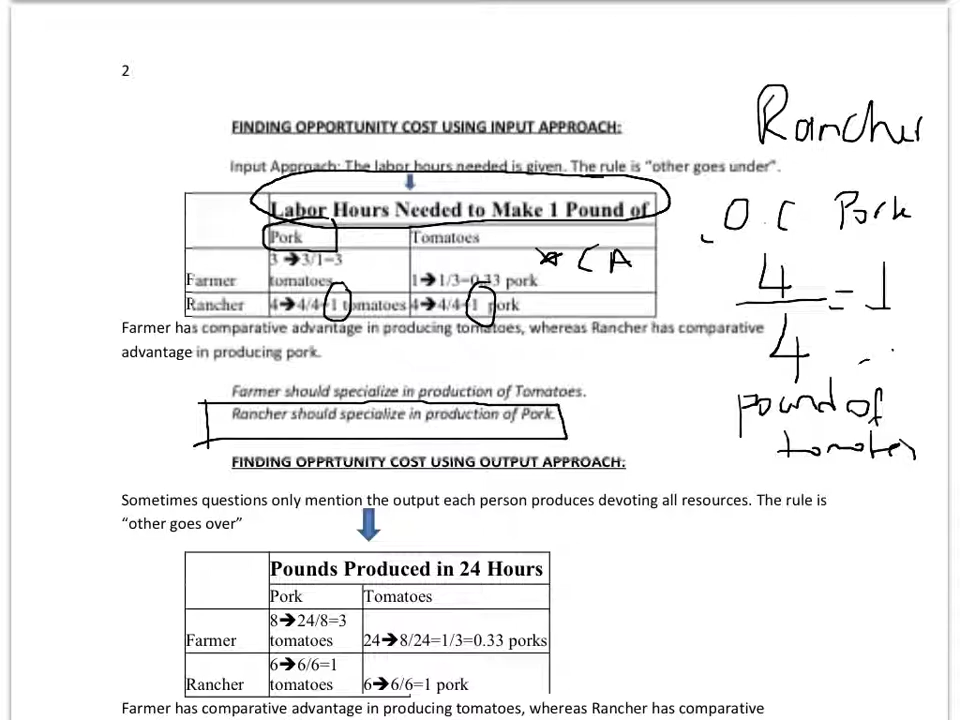 2
FINDING OPPORTUNITY COST USING INPUT APPROACH:
Input Approach: The labor hours needed is given. The rule is "other goes under".
Labor Hours Needed to Make 1 Pound of
Pork Tomatoes
Farmer 3➔3/1=3 tomatoes 1➔1/3=0.33 pork
Rancher 4➔4/4=1 tomatoes 4➔4/4=1 pork
CA
Farmer has comparative advantage in producing tomatoes, whereas Rancher has comparative
advantage in producing pork.
Farmer should specialize in production of Tomatoes.
Rancher should specialize in production of Pork.
FINDING OPPRTUNITY COST USING OUTPUT APPROACH:
Sometimes questions only mention the output each person produces devoting all resources. The rule is
"other goes over"
Pounds Produced in 24 Hours
Pork Tomatoes
Farmer 8➔24/8=3 tomatoes 24➔8/24=1/3=0.33 porks
Rancher 6➔6/6=1 tomatoes 6➔6/6=1 pork
Farmer has comparative advantage in producing tomatoes, whereas Rancher has comparative
Rancher
O.C Pork
4
= 1
4
pound of